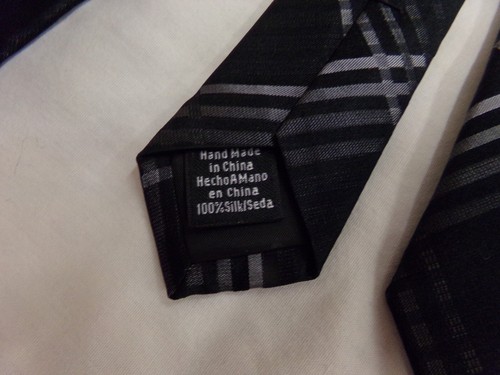 Hand Made
in China
HechoAMano
en China
100%Silk/Seda